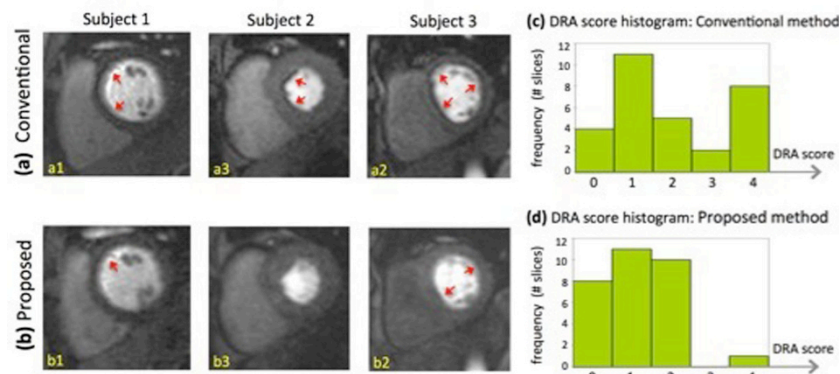 Subject 1
Subject 2
Subject 3
(a) Conventional
a1
a3
a2
(b) Proposed
b1
b3
b2
(c) DRA score histogram: Conventional method
frequency (# slices)
12
10
8
6
4
2
0
0 1 2 3 4
DRA score
(d) DRA score histogram: Proposed method
frequency (# slices)
12
10
8
6
4
2
0
DRA score